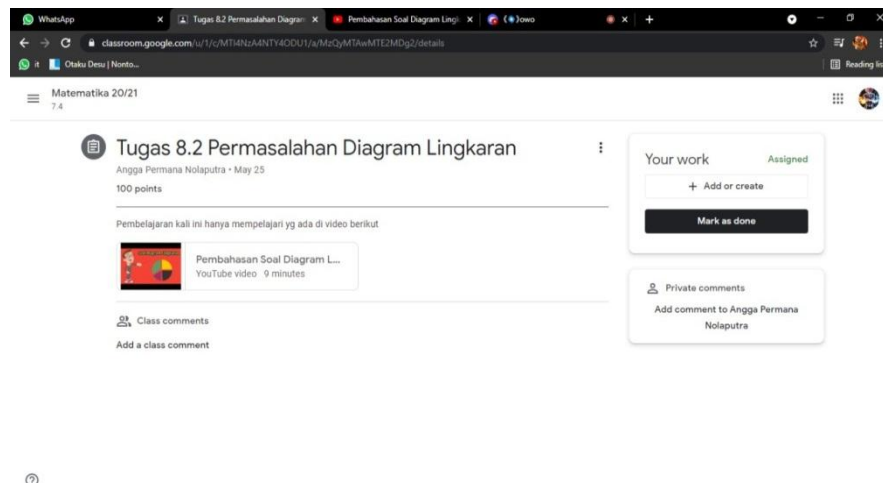 WhatsApp
Tugas 8.2 Permasalahan Diagram
Pembahasan Soal Diagram Lingk
owo
classroom.google.com/u/1/c/MTI4NzA4NTY4ODU1/a/MzQyMTAwMTE2MDg2/details
it
Otaku Desu | Nonto...
Reading lis
Matematika 20/21
7.4
Tugas 8.2 Permasalahan Diagram Lingkaran
Angga Permana Nolaputra • May 25
100 points
Pembelajaran kali ini hanya mempelajari yg ada di video berikut
Pembahasan Soal Diagram L...
YouTube video 9 minutes
Class comments
Add a class comment
Your work
Assigned
+ Add or create
Mark as done
Private comments
Add comment to Angga Permana
Nolaputra